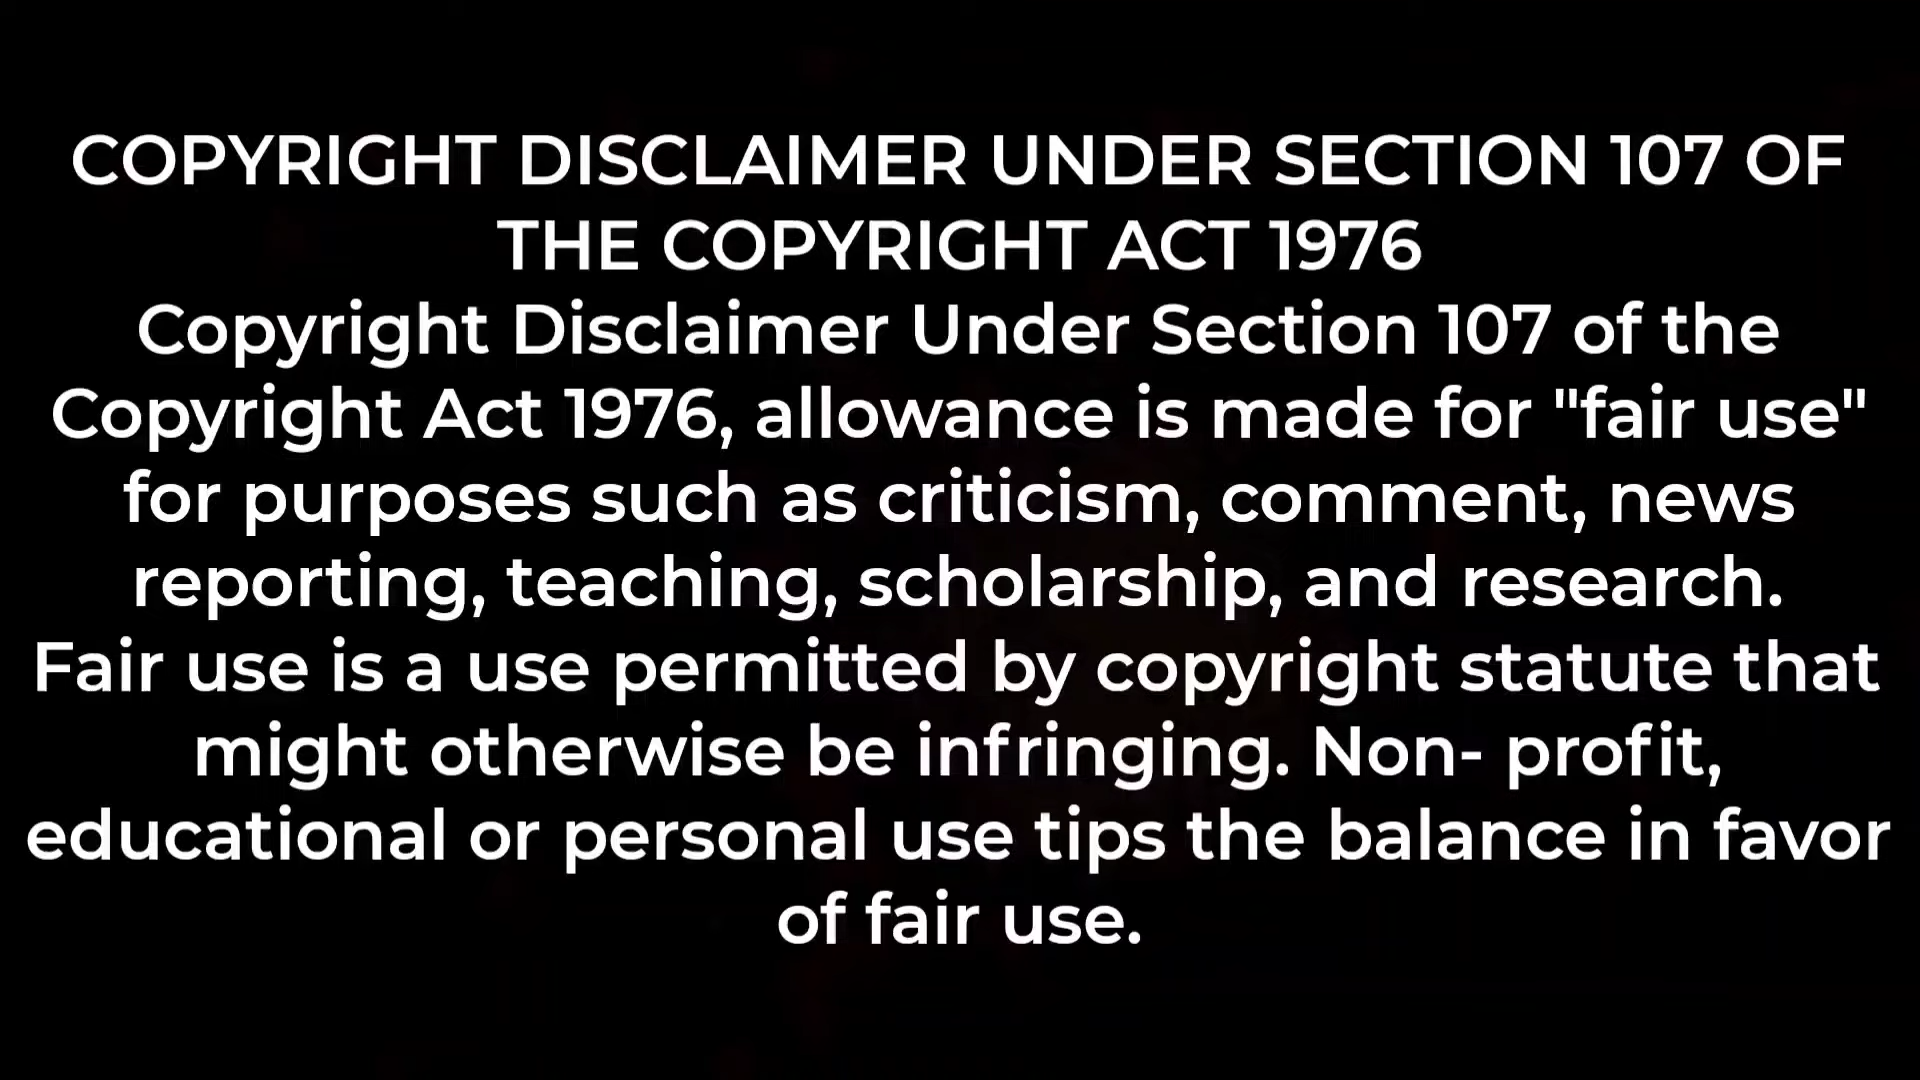 COPYRIGHT DISCLAIMER UNDER SECTION 107 OF
THE COPYRIGHT ACT 1976
Copyright Disclaimer Under Section 107 of the
Copyright Act 1976, allowance is made for "fair use"
for purposes such as criticism, comment, news
reporting, teaching, scholarship, and research.
Fair use is a use permitted by copyright statute that
might otherwise be infringing. Non- profit,
educational or personal use tips the balance in favor
of fair use.